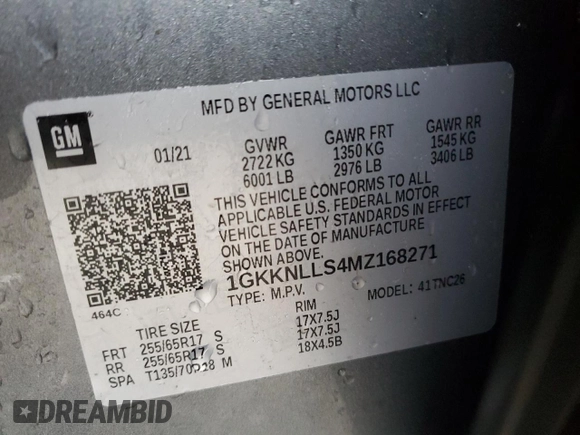 MFD BY GENERAL MOTORS LLC
GM
01/21
GVWR GAWR FRT GAWR RR
2722 KG 1350 KG 1545 KG
6001 LB 2976 LB 3406 LB
THIS VEHICLE CONFORMS TO ALL
APPLICABLE U.S. FEDERAL MOTOR
VEHICLE SAFETY STANDARDS IN EFFECT
ON THE DATE OF MANUFACTURE
SHOWN ABOVE.
1GKKNLLS4MZ168271
TYPE: M.P.V. MODEL: 41TNC26
464C
TIRE SIZE RIM
FRT 255/65R17 S 17X7.5J
RR 255/65R17 S 17X7.5J
SPA T135/70R18 M 18X4.5B
DREAMBID